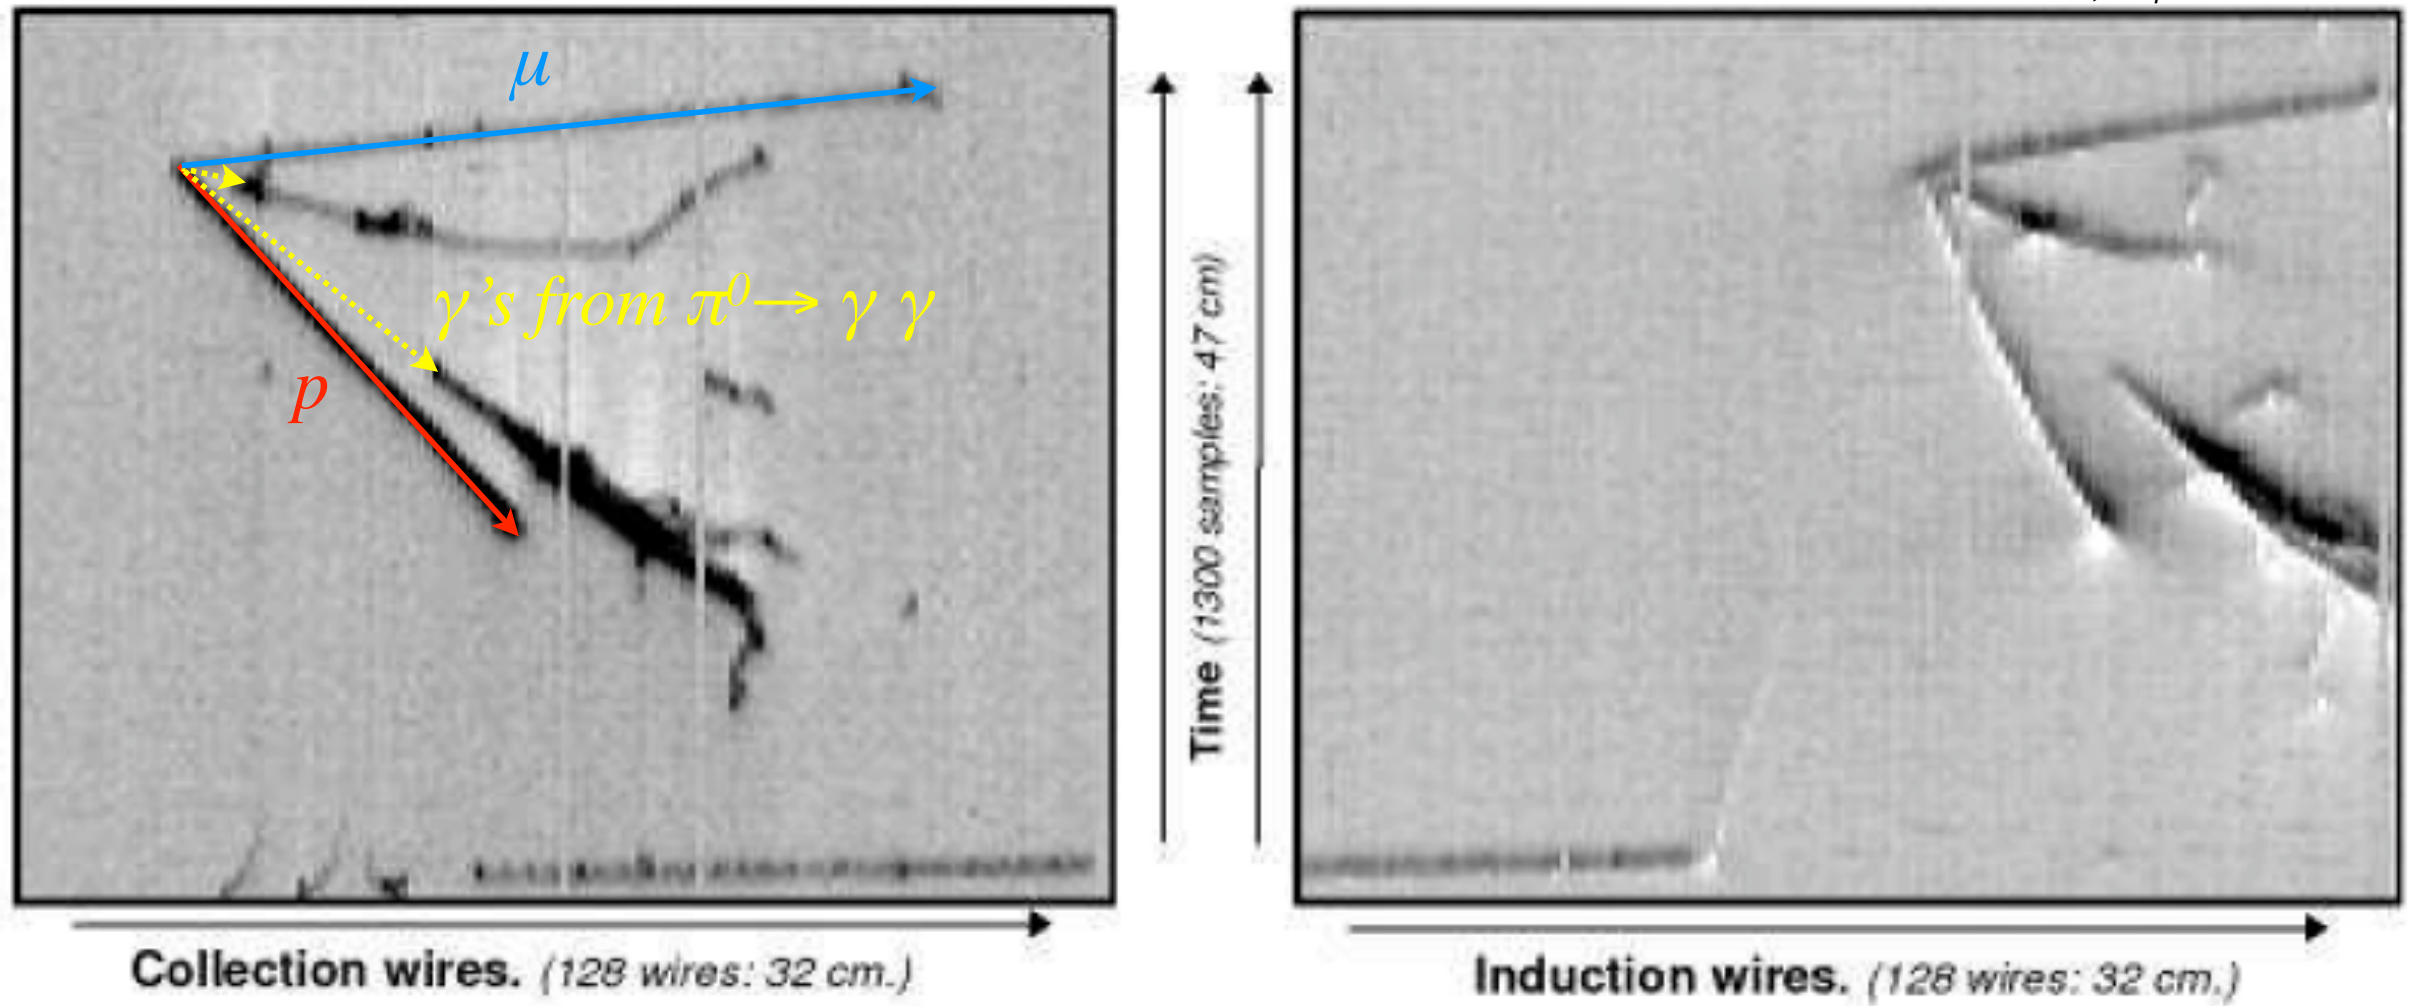 μ
γ's from π⁰→ γ γ
p
Time (1300 samples: 47 cm)
Collection wires. (128 wires: 32 cm.)
Induction wires. (128 wires: 32 cm.)